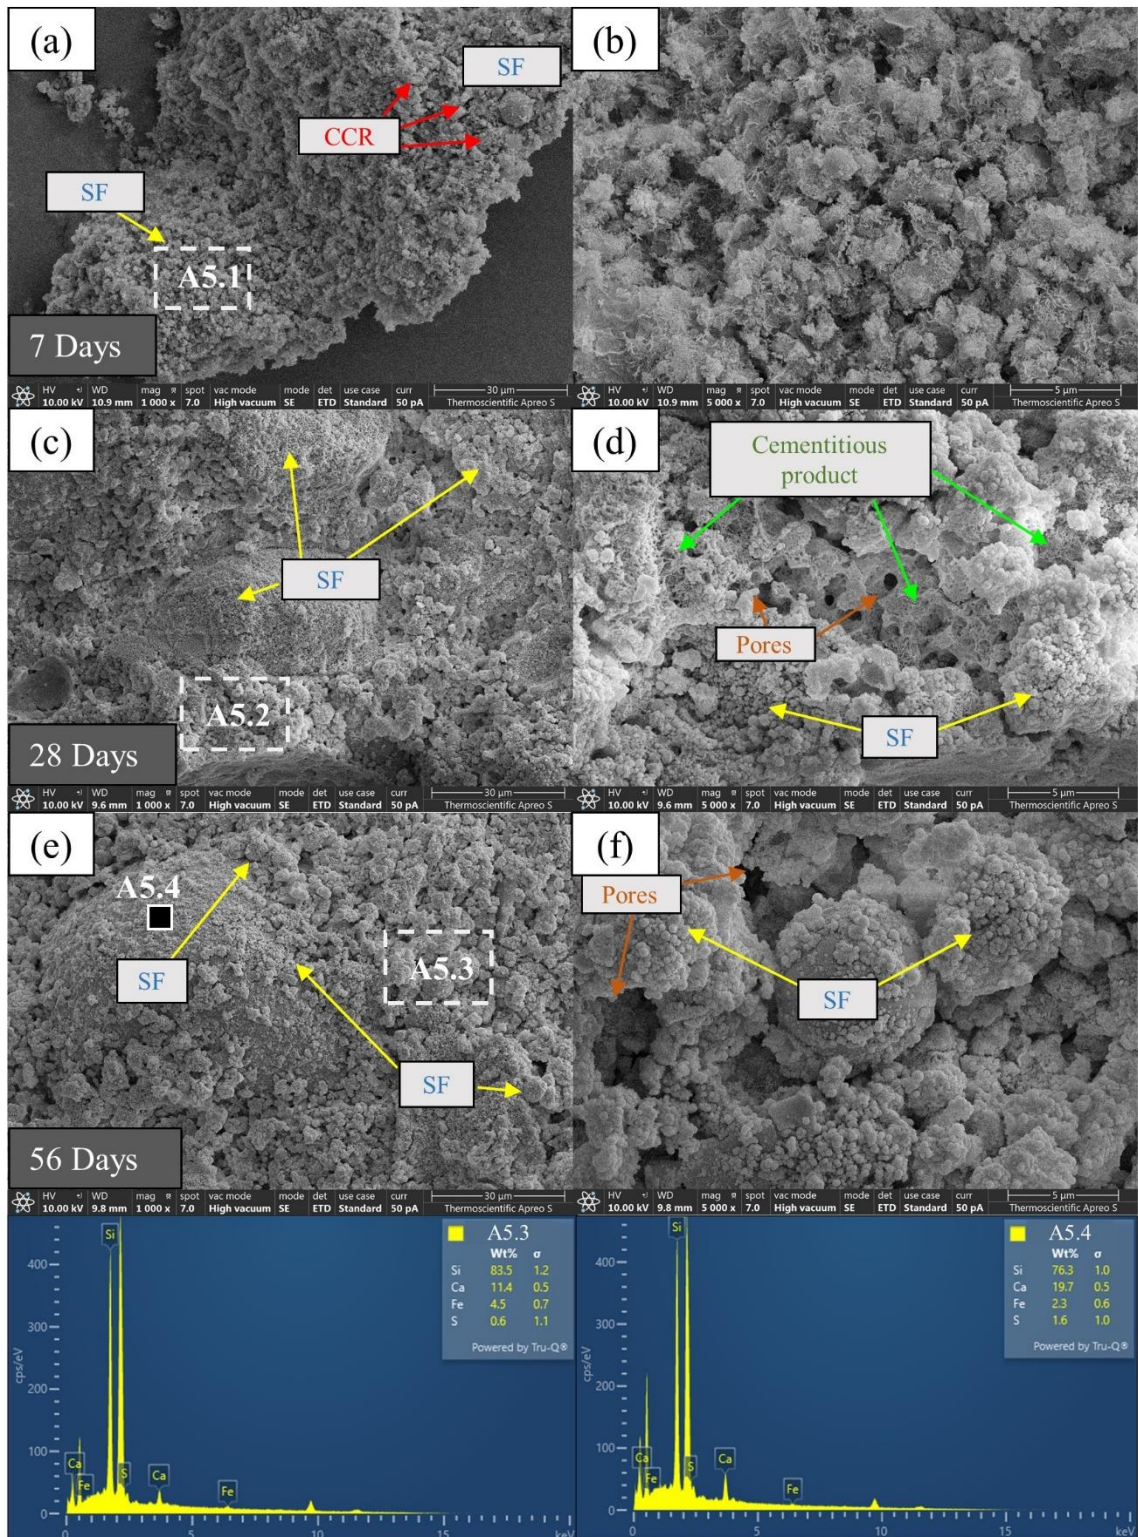 (a)
SF
CCR
SF
A5.1
7 Days
HV WD mag spot vac mode mode det use case curr 30 µm
10.00 kV 10.9 mm 1 000 x 7.0 High vacuum SE ETD Standard 50 pA Thermoscientific Apreo S
(b)
HV WD mag spot vac mode mode det use case curr 5 µm
10.00 kV 10.9 mm 5 000 x 7.0 High vacuum SE ETD Standard 50 pA Thermoscientific Apreo S
(c)
SF
A5.2
28 Days
HV WD mag spot vac mode mode det use case curr 30 µm
10.00 kV 9.6 mm 1 000 x 7.0 High vacuum SE ETD Standard 50 pA Thermoscientific Apreo S
(d)
Cementitious
product
Pores
SF
HV WD mag spot vac mode mode det use case curr 5 µm
10.00 kV 9.6 mm 5 000 x 7.0 High vacuum SE ETD Standard 50 pA Thermoscientific Apreo S
(e)
A5.4
SF
A5.3
SF
56 Days
HV WD mag spot vac mode mode det use case curr 30 µm
10.00 kV 9.8 mm 1 000 x 7.0 High vacuum SE ETD Standard 50 pA Thermoscientific Apreo S
(f)
Pores
SF
HV WD mag spot vac mode mode det use case curr 5 µm
10.00 kV 9.8 mm 5 000 x 7.0 High vacuum SE ETD Standard 50 pA Thermoscientific Apreo S
A5.3
Wt% σ
Si 83.5 1.2
Ca 11.4 0.5
Fe 4.5 0.7
S 0.6 1.1
Powered by Tru-Q®
Si
400
300
cps/eV
200
100
Ca
Fe
S
Ca
Fe
0
0 5 10 15 keV
A5.4
Wt% σ
Si 76.3 1.0
Ca 19.7 0.5
Fe 2.3 0.6
S 1.6 1.0
Powered by Tru-Q®
Si
400
300
cps/eV
200
100
Ca
Fe
S
Ca
Fe
0
0 5 10 15 keV